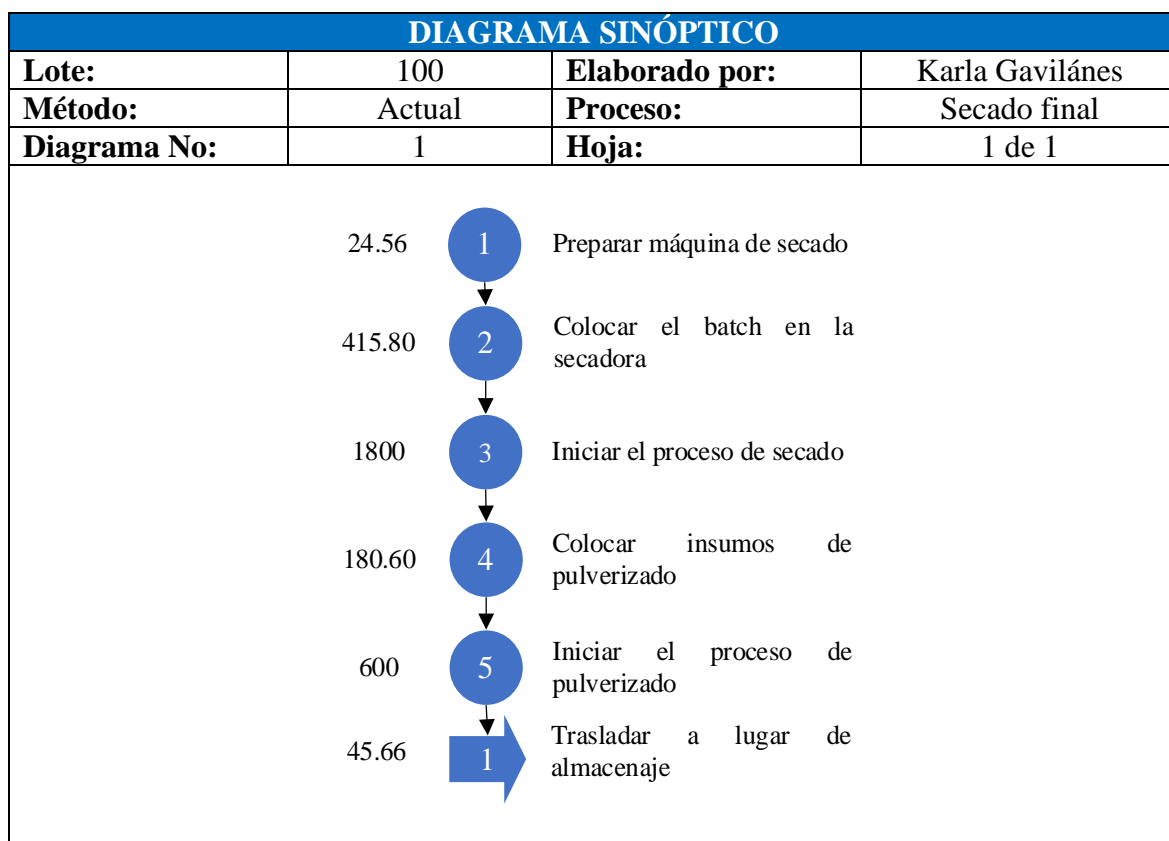 DIAGRAMA SINÓPTICO
Lote: 100 Elaborado por: Karla Gavilánes
Método: Actual Proceso: Secado final
Diagrama No: 1 Hoja: 1 de 1
24.56 1 Preparar máquina de secado
415.80 2 Colocar el batch en la
secadora
1800 3 Iniciar el proceso de secado
180.60 4 Colocar insumos de
pulverizado
600 5 Iniciar el proceso de
pulverizado
45.66 1 Trasladar a lugar de
almacenaje